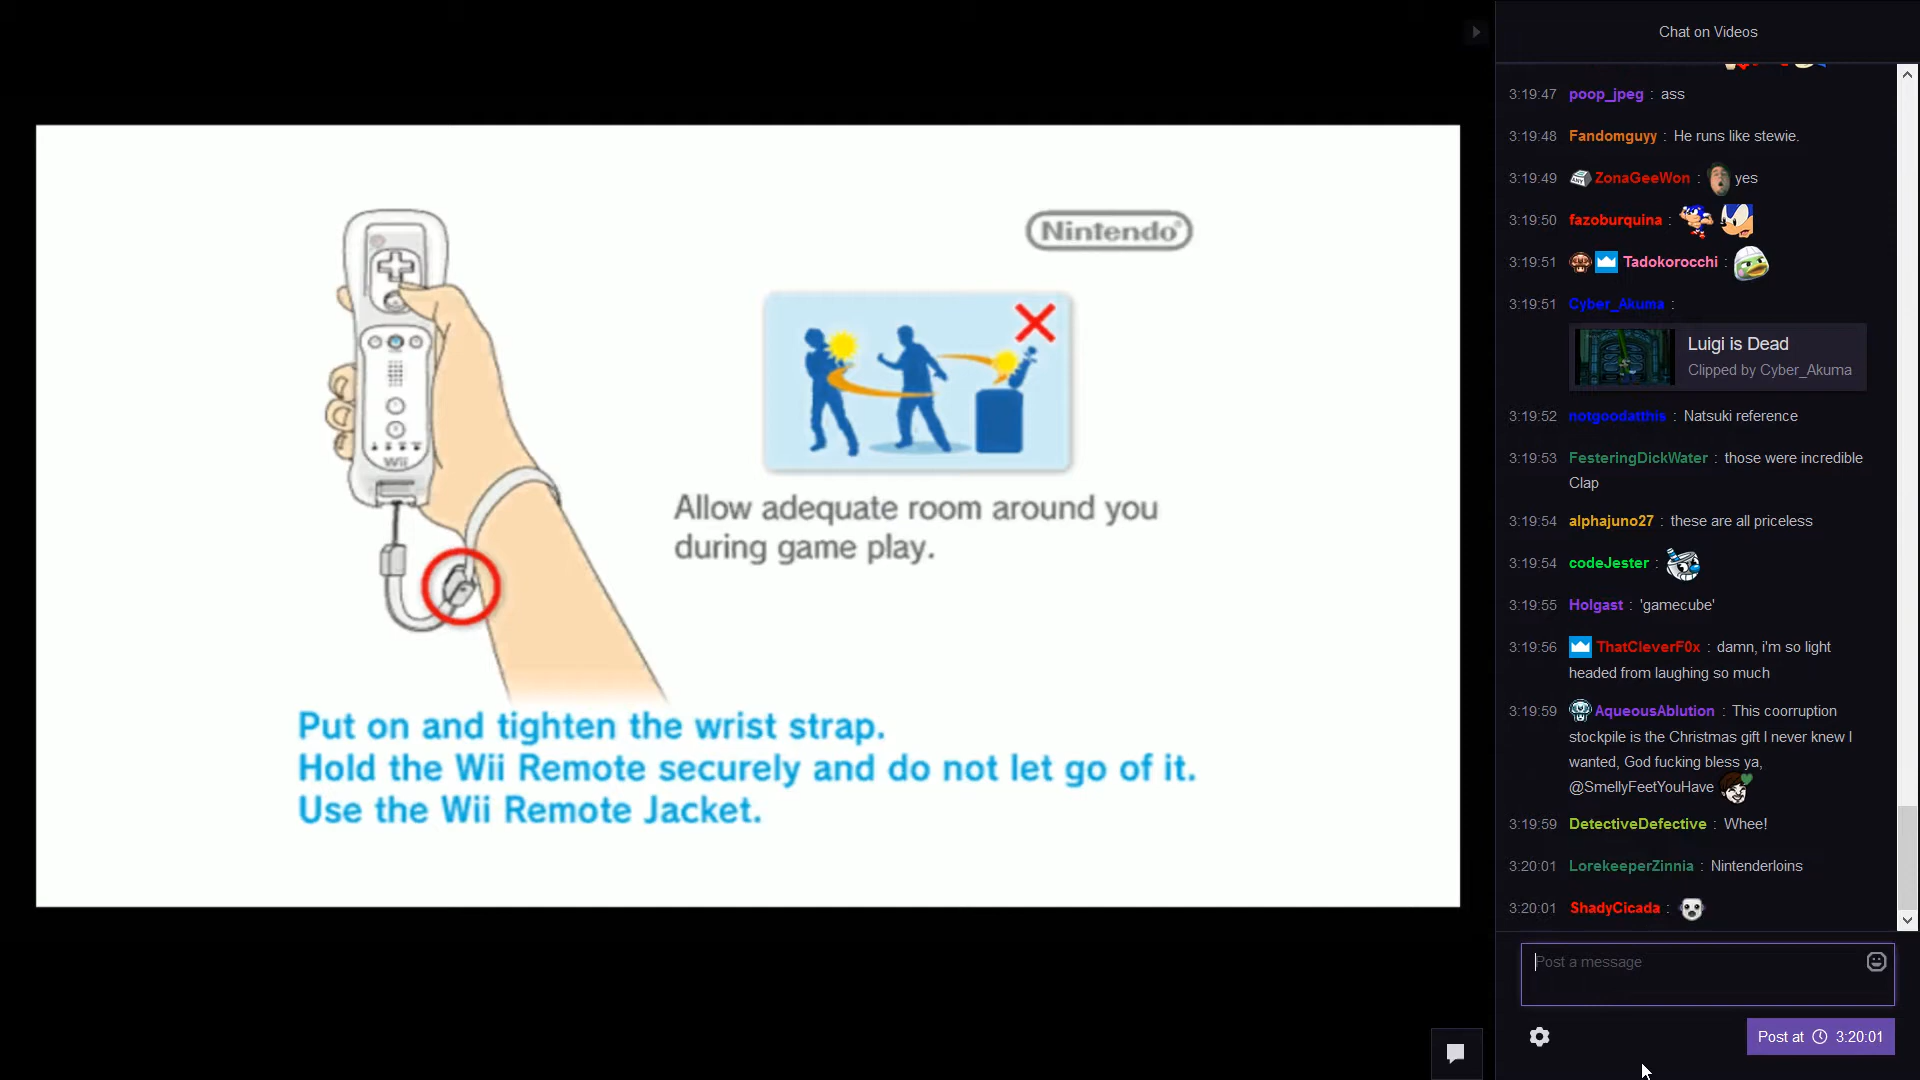 Nintendo®
Allow adequate room around you
during game play.
Wii
Put on and tighten the wrist strap.
Hold the Wii Remote securely and do not let go of it.
Use the Wii Remote Jacket.
Chat on Videos
3:19:47 poop_jpeg : ass
3:19:48 Fandomguyy : He runs like stewie.
3:19:49 ZonaGeeWon : yes
3:19:50 fazoburquina :
3:19:51 Tadokorocchi :
3:19:51 Cyber_Akuma :
Luigi is Dead
Clipped by Cyber_Akuma
3:19:52 notgoodatthis : Natsuki reference
3:19:53 FesteringDickWater : those were incredible
Clap
3:19:54 alphajuno27 : these are all priceless
3:19:54 codeJester :
3:19:55 Holgast : 'gamecube'
3:19:56 ThatCleverF0x : damn, i'm so light
headed from laughing so much
3:19:59 AqueousAblution : This coorruption
stockpile is the Christmas gift I never knew I
wanted, God fucking bless ya,
@SmellyFeetYouHave
3:19:59 DetectiveDefective : Whee!
3:20:01 LorekeeperZinnia : Nintenderloins
3:20:01 ShadyCicada :
Post a message
Post at 3:20:01